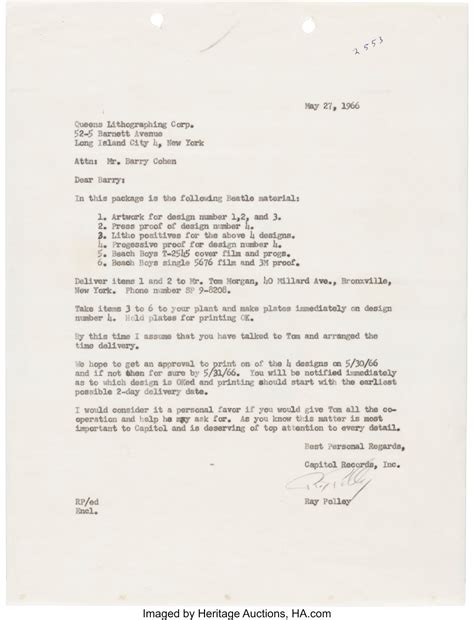 2553
May 27, 1966
Queens Lithographing Corp.
52-5 Barnett Avenue
Long Island City 4, New York
Attn: Mr. Barry Cohen
Dear Barry:
In this package is the following Beatle material:
1. Artwork for design number 1,2, and 3.
2. Press proof of design number 4.
3. Litho positives for the above 4 designs.
4. Progessive proof for design number 4.
5. Beach Boys T-2545 cover film and progs.
6. Beach Boys single 5676 film and 3M proof.
Deliver items 1 and 2 to Mr. Tom Horgan, 40 Millard Ave., Bronxville,
New York. Phone number SP 9-8208.
Take items 3 to 6 to your plant and make plates immediately on design
number 4. Hold plates for printing OK.
By this time I assume that you have talked to Tom and arranged the
time delivery.
We hope to get an approval to print on of the 4 designs on 5/30/66
and if not then for sure by 5/31/66. You will be notified immediately
as to which design is OKed and printing should start with the earliest
possible 2-day delivery date.
I would consider it a personal favor if you would give Tom all the co-
operation and help he may ask for. As you know this matter is most
important to Capitol and is deserving of top attention to every detail.
Best Personal Regards,
Capitol Records, Inc.
Ray Polley
RP/ed
Encl.
Imaged by Heritage Auctions, HA.com